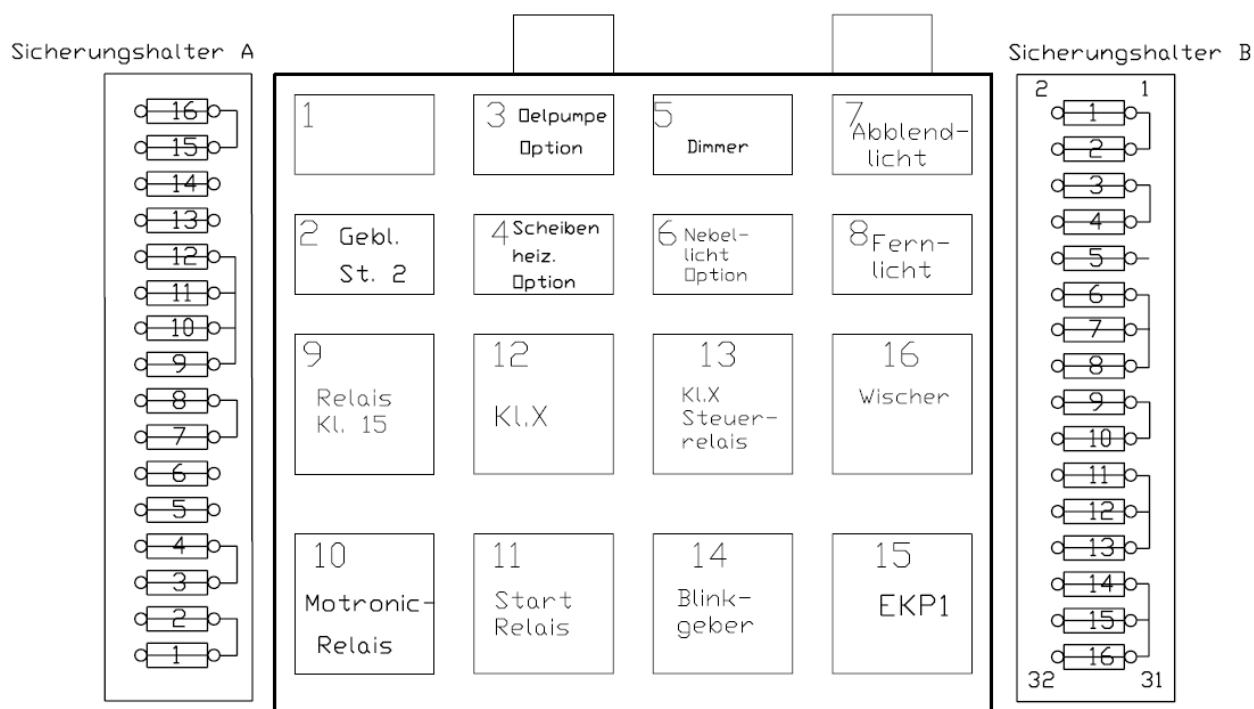 Sicherungshalter A
Sicherungshalter B
16
15
14
13
12
11
10
9
8
7
6
5
4
3
2
1
1
3 Oelpumpe
Option
5
Dimmer
7
Abblend-
licht
2 Gebl.
St. 2
4 Scheiben
heiz.
Option
6 Nebel-
licht
Option
8 Fern-
licht
9
Relais
Kl. 15
12
Kl.X
13
Kl.X
Steuer-
relais
16
Wischer
10
Motronic-
Relais
11
Start
Relais
14
Blink-
geber
15
EKP1
2 1
1
2
3
4
5
6
7
8
9
10
11
12
13
14
15
16
32 31